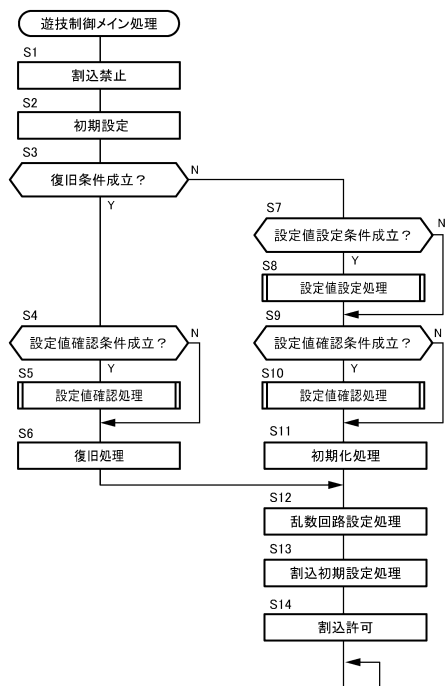 遊技制御メイン処理
S1
割込禁止
S2
初期設定
S3
復旧条件成立？
N
Y
S7
設定値設定条件成立？
N
Y
S8
設定値設定処理
S4
設定値確認条件成立？
N
Y
S5
設定値確認処理
S6
復旧処理
S9
設定値確認条件成立？
N
Y
S10
設定値確認処理
S11
初期化処理
S12
乱数回路設定処理
S13
割込初期設定処理
S14
割込許可